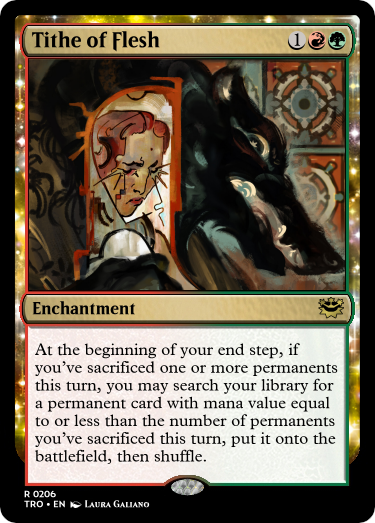 Tithe of Flesh 1
Enchantment
At the beginning of your end step, if
you've sacrificed one or more permanents
this turn, you may search your library for
a permanent card with mana value equal
to or less than the number of permanents
you've sacrificed this turn, put it onto the
battlefield, then shuffle.
R 0206
TRO • EN Laura Galiano